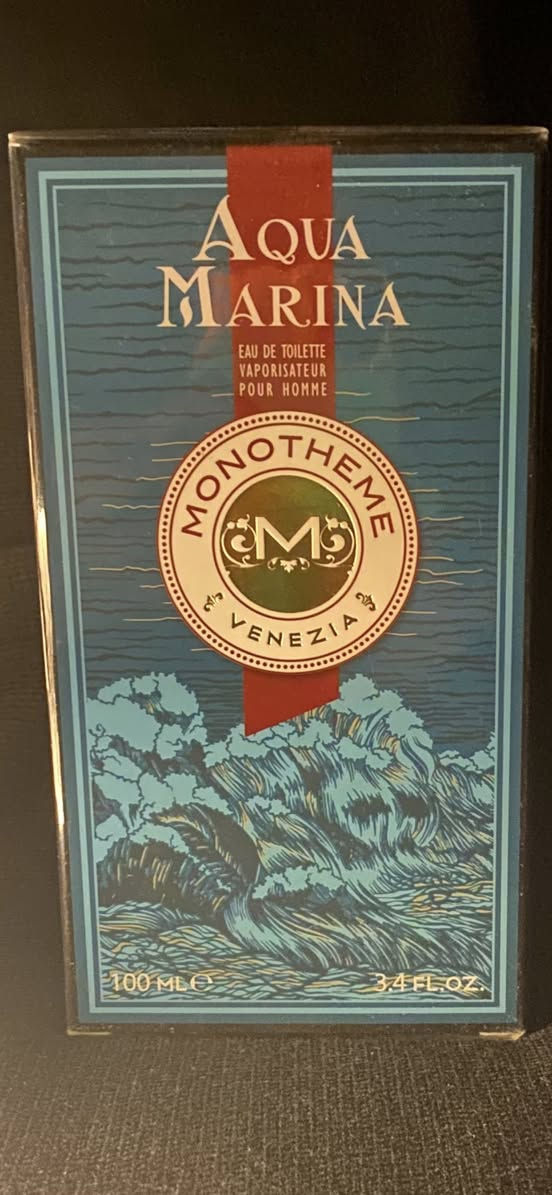 AQUA
MARINA
EAU DE TOILETTE
VAPORISATEUR
POUR HOMME
MONOTHEME
M
VENEZIA
100 ML ℮ 3.4 FL.OZ.